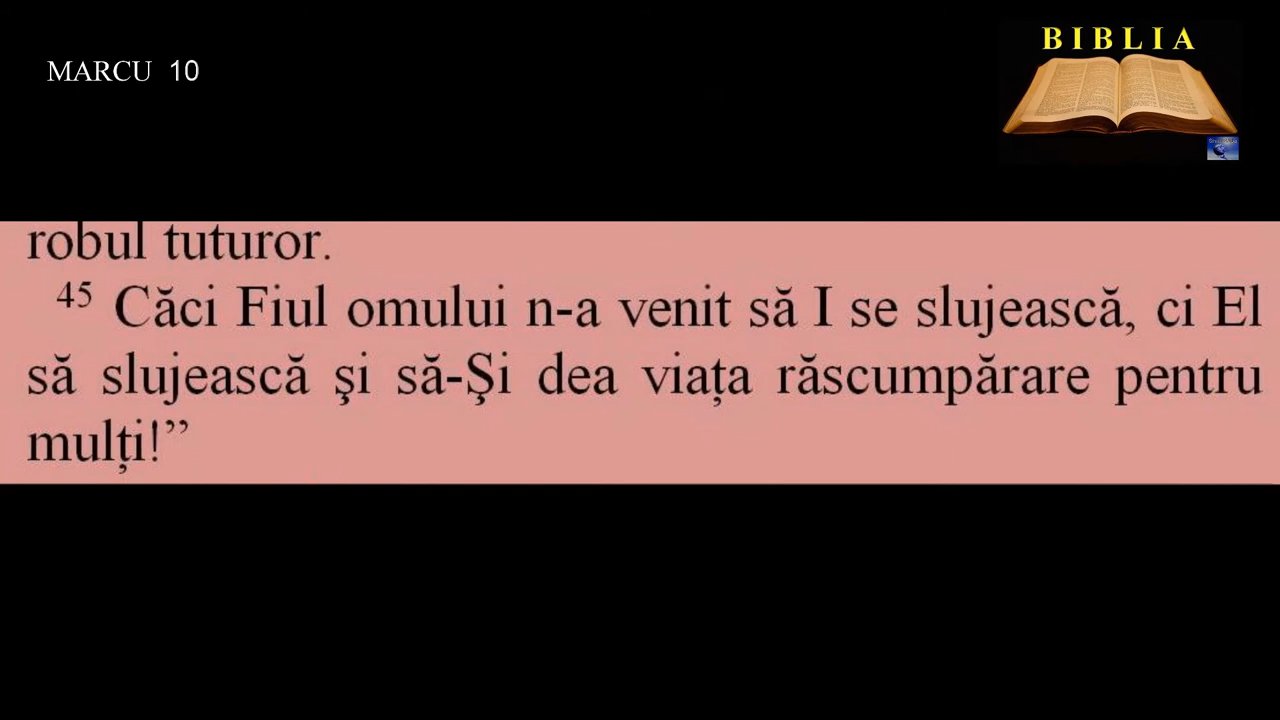 BIBLIA
MARCU 10
robul tuturor.
45 Căci Fiul omului n-a venit să I se slujească, ci El
să slujească şi să-Şi dea viața răscumpărare pentru
mulți!”